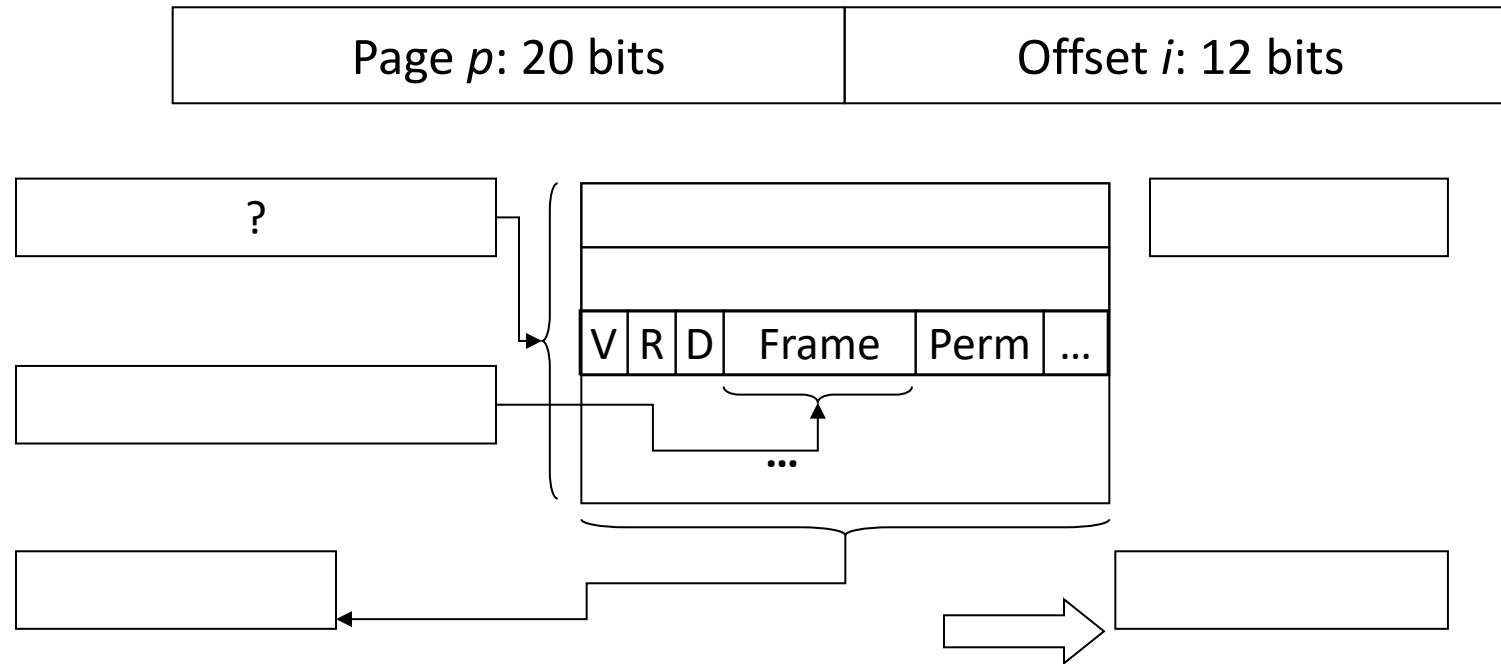 Page p: 20 bits Offset i: 12 bits
?
V R D Frame Perm ...
...